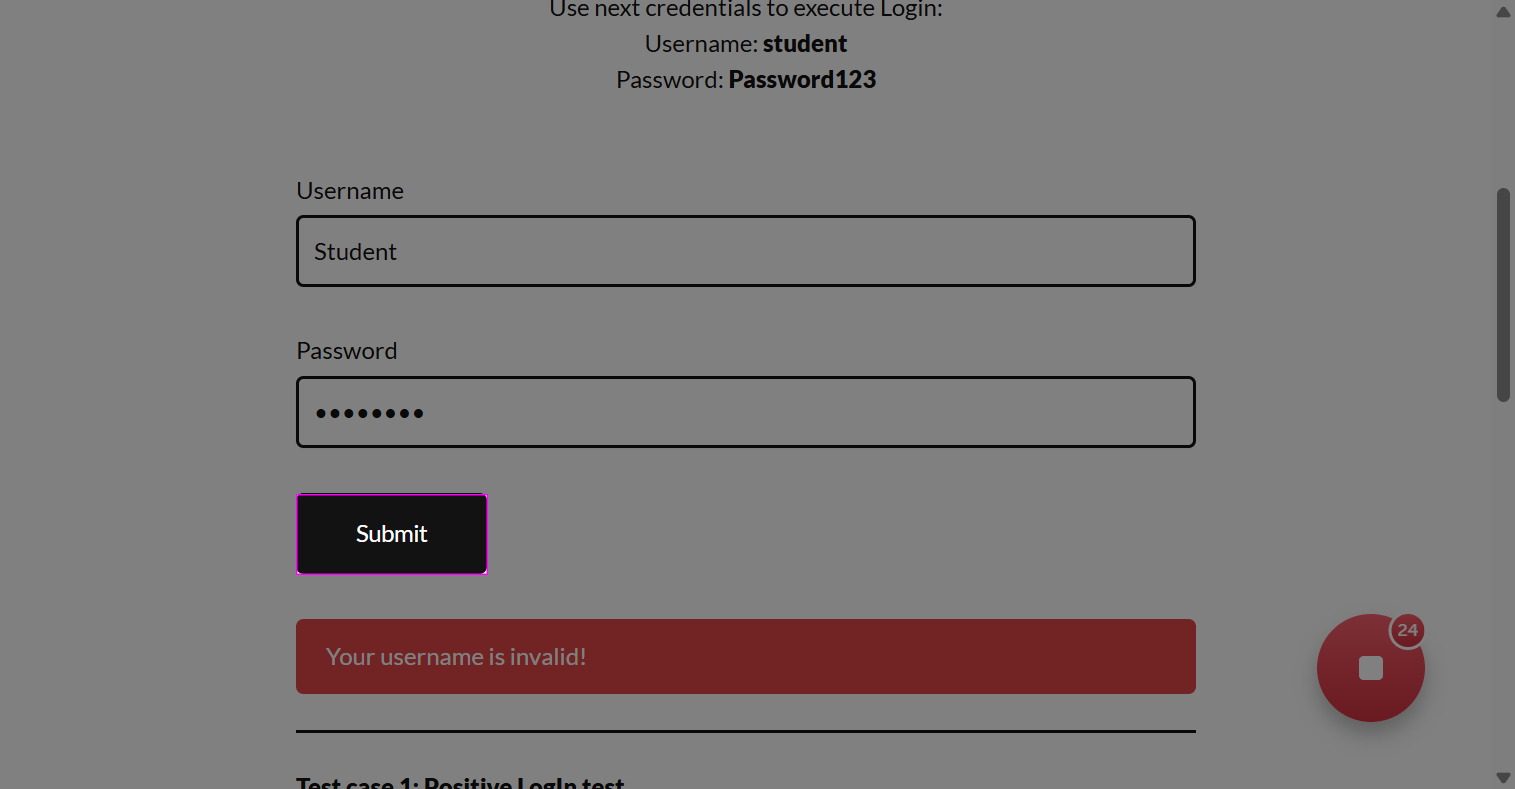 Use next credentials to execute Login:
Username: student
Password: Password123
Username
Student
Password
••••••••
Submit
Your username is invalid!
24
Test case 1: Positive LogIn test